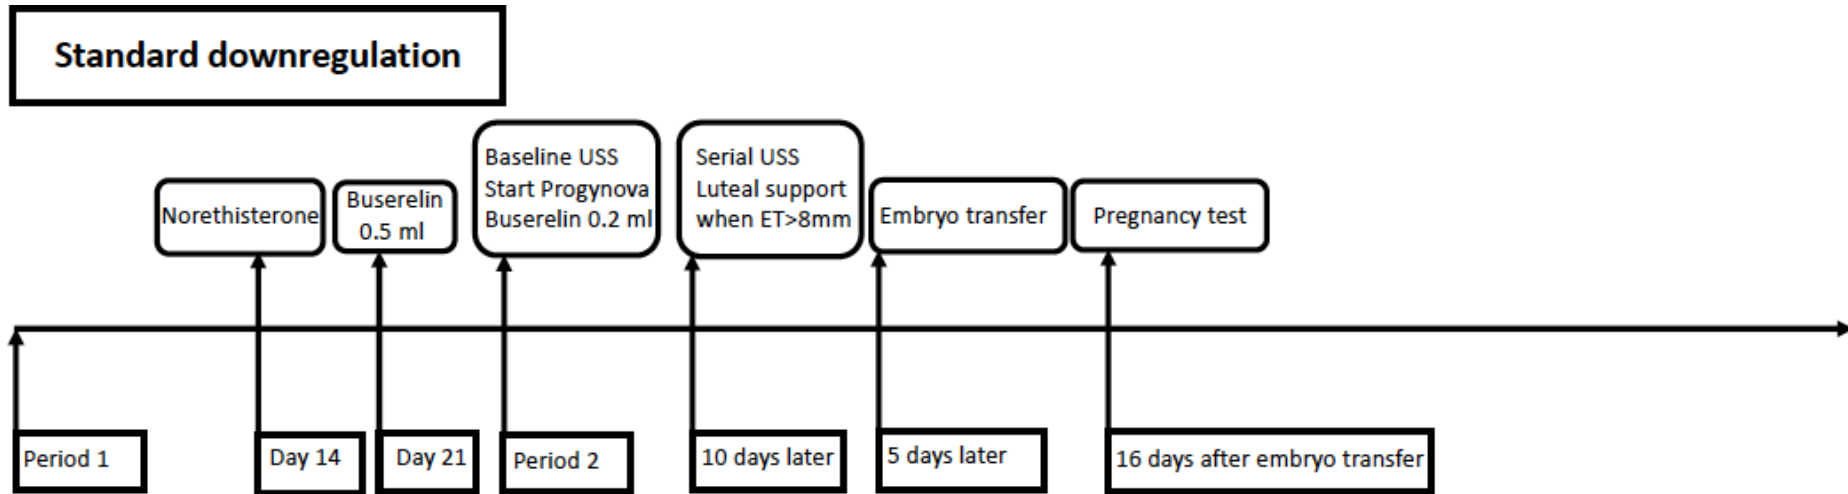 Standard downregulation
Norethisterone
Buserelin
0.5 ml
Baseline USS
Start Progynova
Buserelin 0.2 ml
Serial USS
Luteal support
when ET>8mm
Embryo transfer
Pregnancy test
Period 1
Day 14
Day 21
Period 2
10 days later
5 days later
16 days after embryo transfer